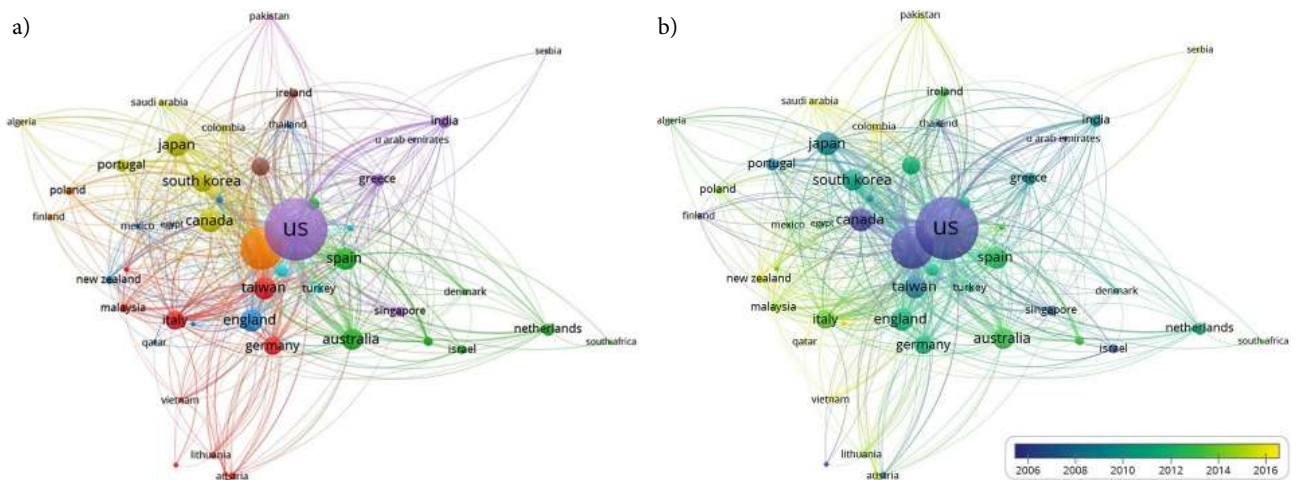 a)
pakistan
serbia
saudi arabia
ireland
algeria
colombia
thailand
india
japan
u arab emirates
portugal
south korea
greece
poland
finland
mexico
egypt
canada
us
spain
new zealand
taiwan
turkey
denmark
malaysia
italy
england
singapore
netherlands
qatar
germany
australia
israel
south africa
vietnam
lithuania
austria
b)
pakistan
serbia
saudi arabia
ireland
algeria
colombia
thailand
india
japan
u arab emirates
portugal
south korea
greece
poland
finland
mexico
egypt
canada
us
spain
new zealand
taiwan
turkey
denmark
malaysia
italy
england
singapore
netherlands
qatar
germany
australia
israel
south africa
vietnam
lithuania
austria
2006 2008 2010 2012 2014 2016